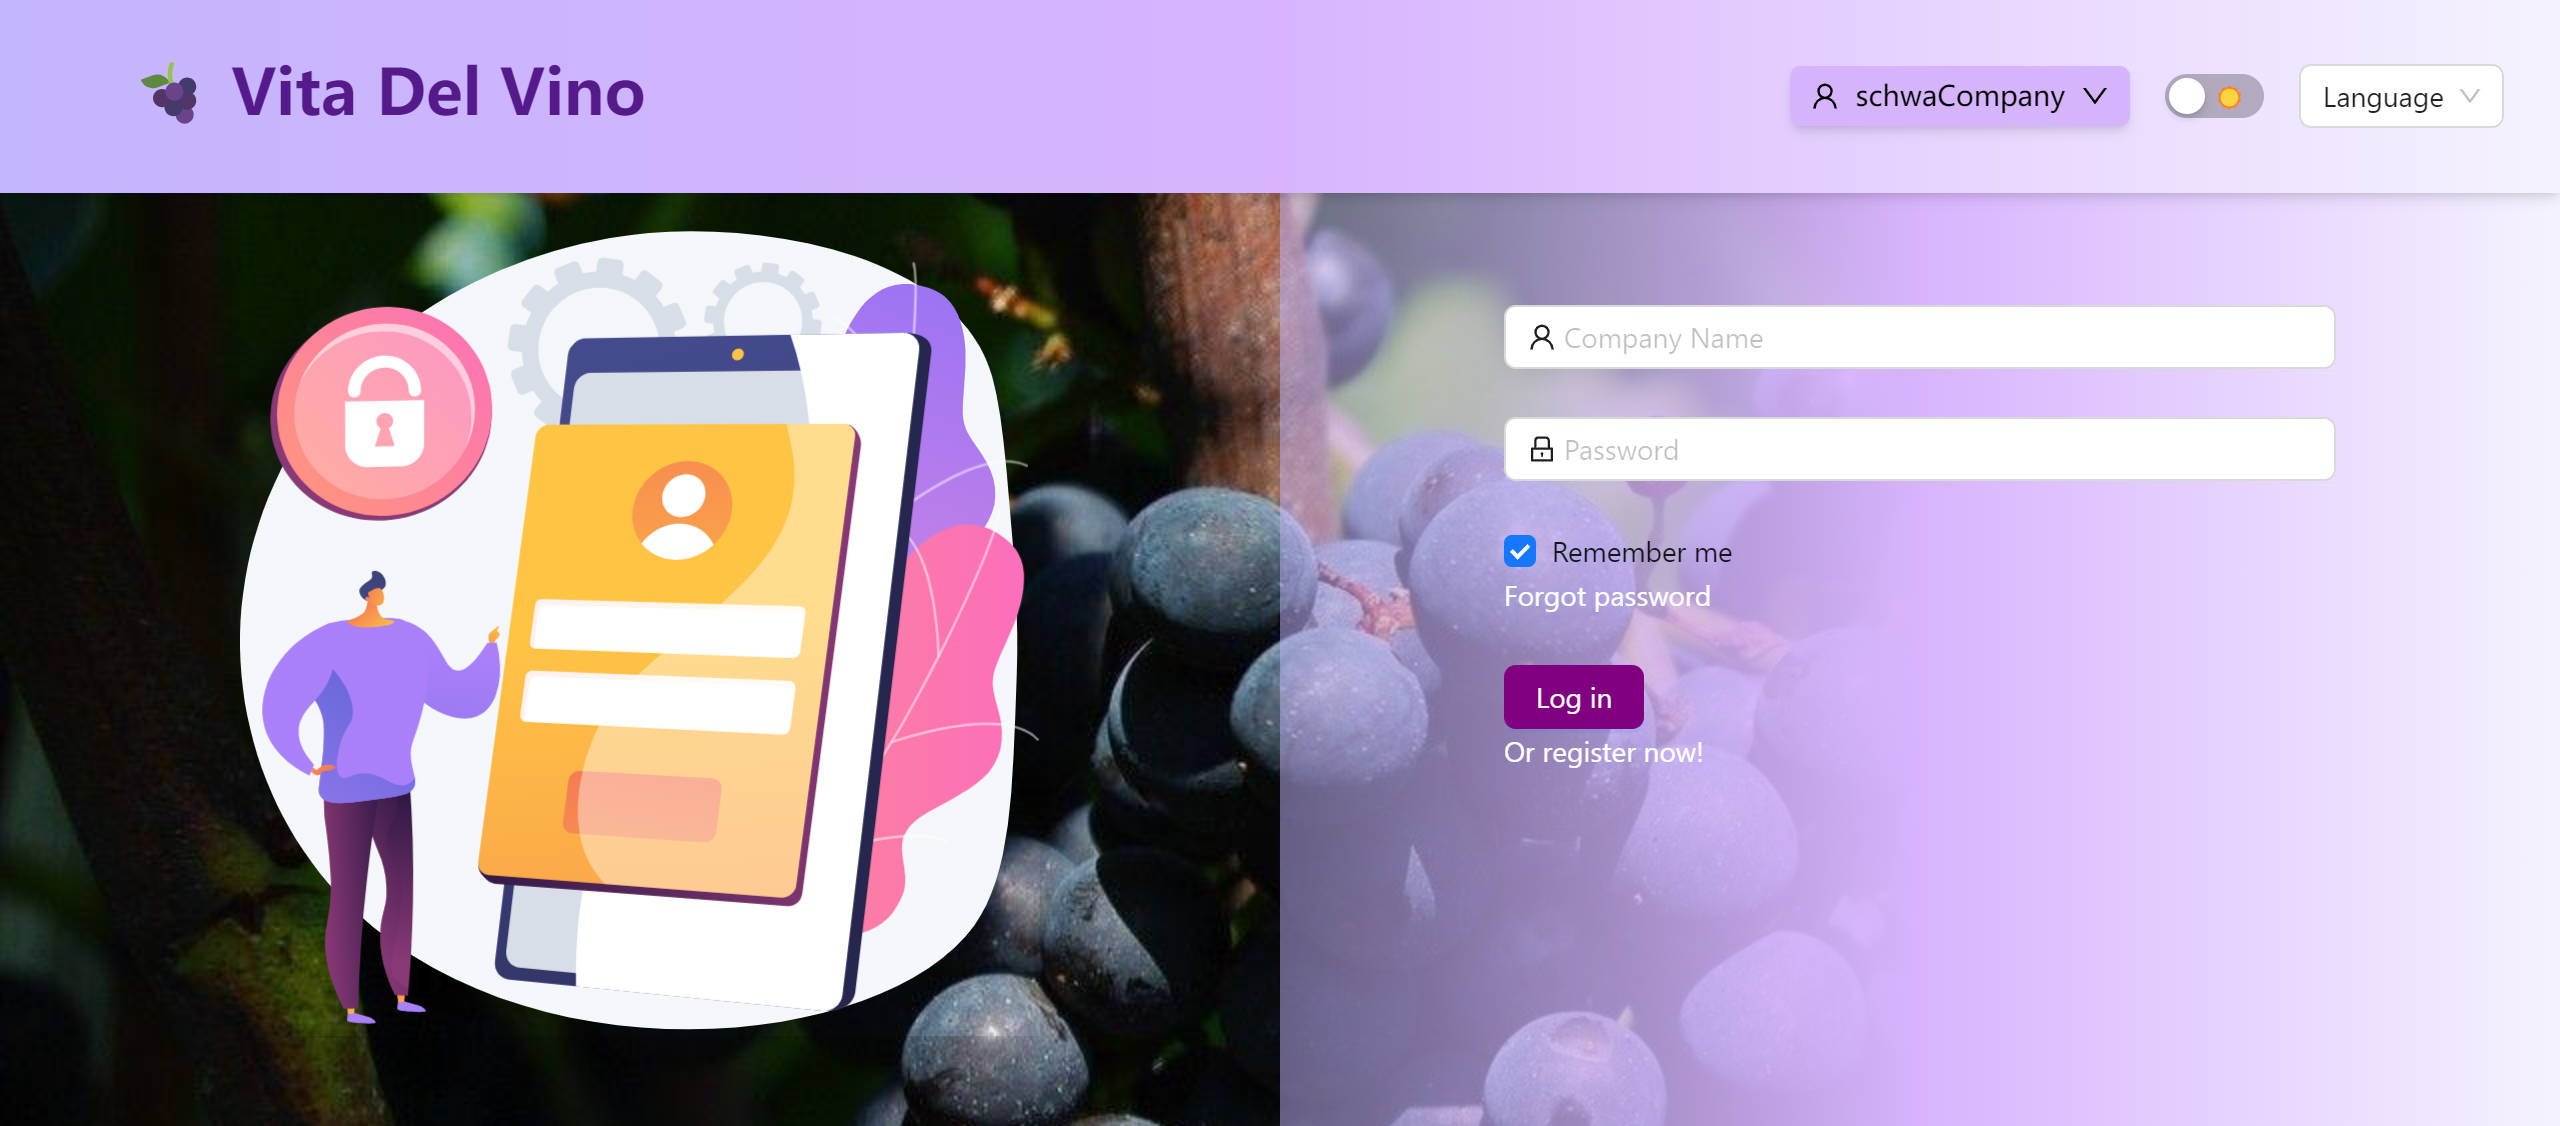 Vita Del Vino
schwaCompany
Language
Company Name
Password
Remember me
Forgot password
Log in
Or register now!